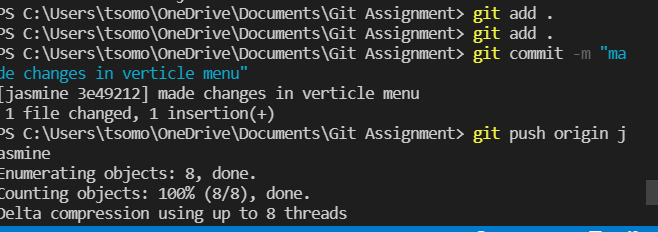 PS C:\Users\tsomo\OneDrive\Documents\Git Assignment> git add .
PS C:\Users\tsomo\OneDrive\Documents\Git Assignment> git add .
PS C:\Users\tsomo\OneDrive\Documents\Git Assignment> git commit -m "ma
de changes in verticle menu"
[jasmine 3e49212] made changes in verticle menu
1 file changed, 1 insertion(+)
PS C:\Users\tsomo\OneDrive\Documents\Git Assignment> git push origin j
asmine
Enumerating objects: 8, done.
Counting objects: 100% (8/8), done.
Delta compression using up to 8 threads